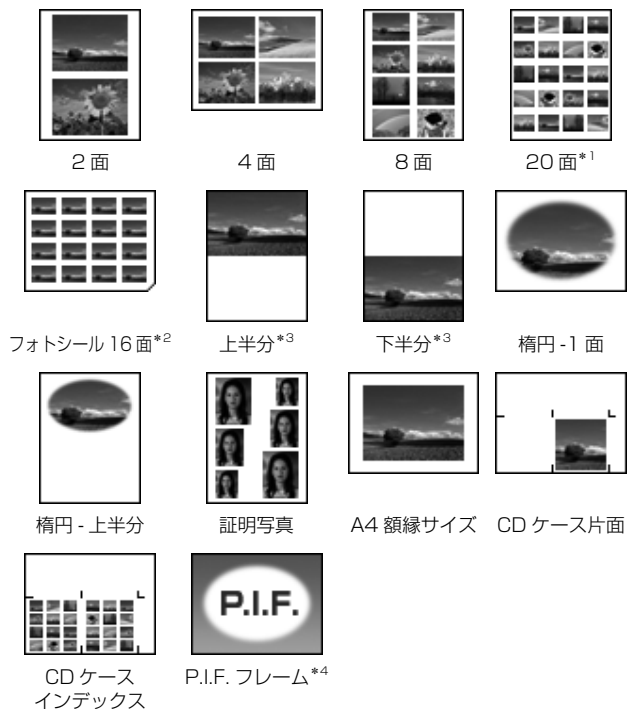 2 面
4 面
8 面
20 面*1
フォトシール 16 面*2
上半分*3
下半分*3
楕円 -1 面
楕円 - 上半分
証明写真
A4 額縁サイズ
CD ケース片面
P.I.F.
CD ケース
インデックス
P.I.F. フレーム*4